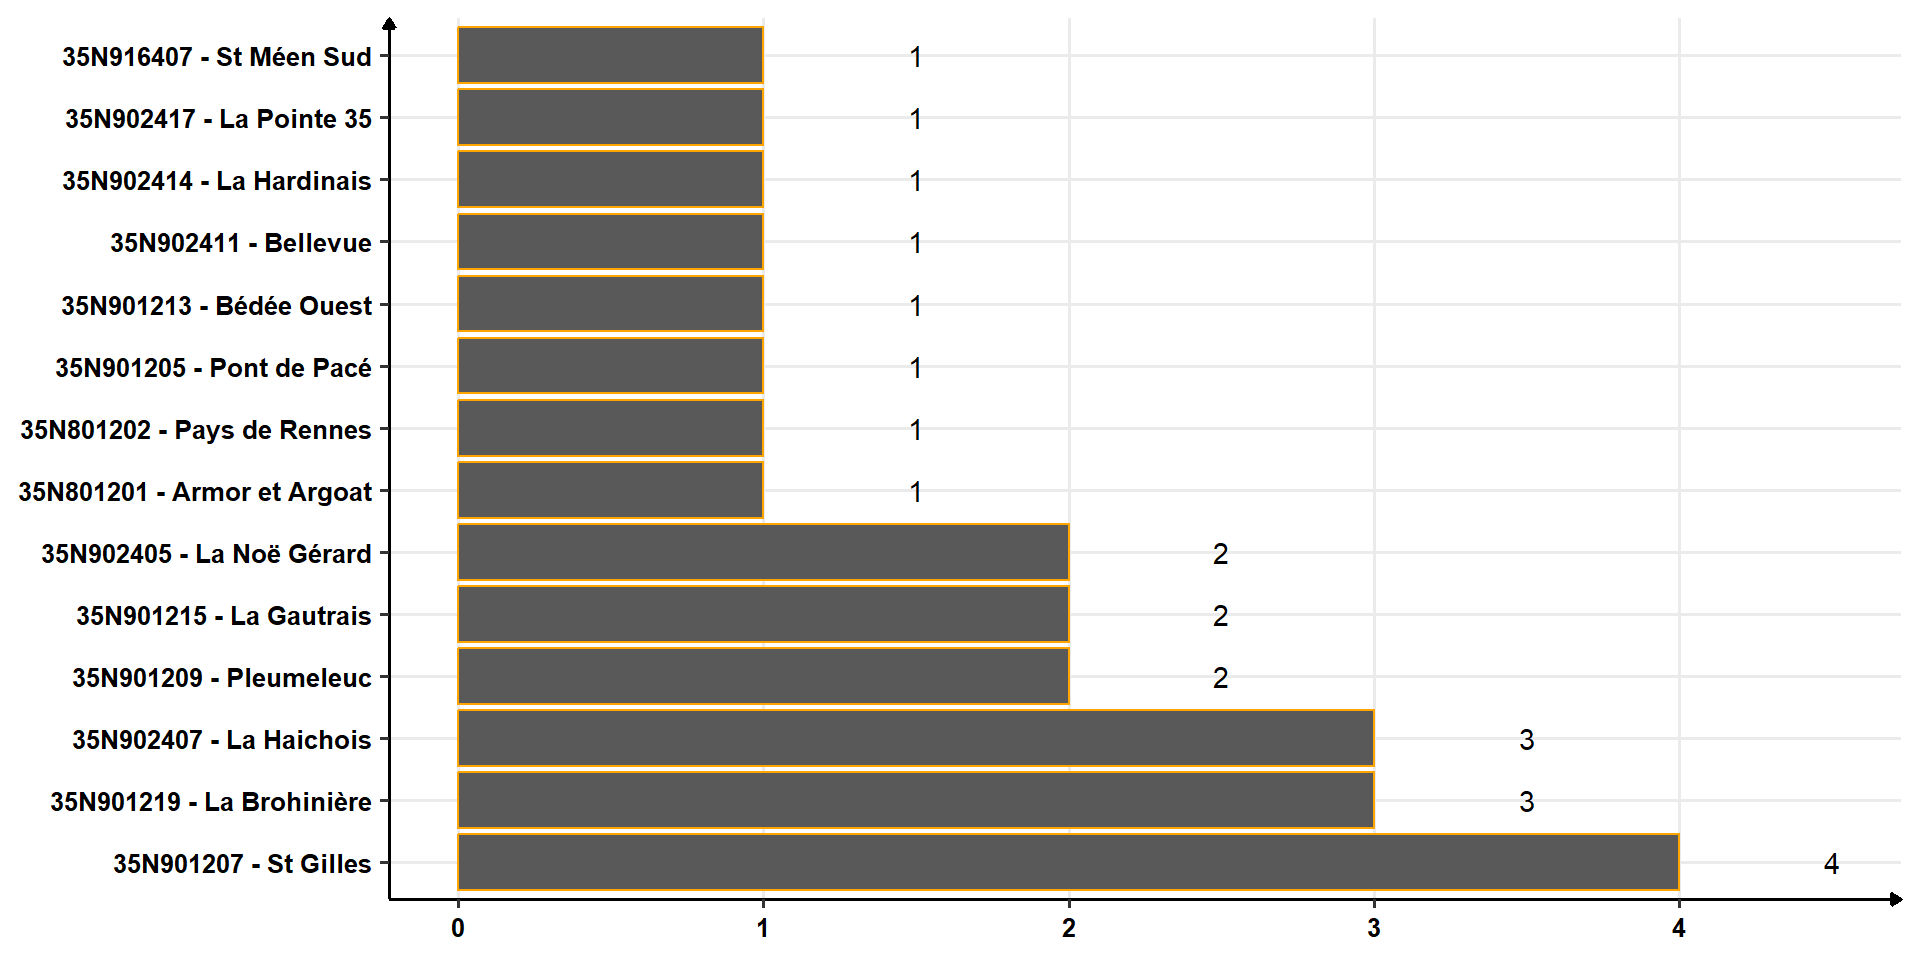 35N916407 - St Méen Sud 1
35N902417 - La Pointe 35 1
35N902414 - La Hardinais 1
35N902411 - Bellevue 1
35N901213 - Bédée Ouest 1
35N901205 - Pont de Pacé 1
35N801202 - Pays de Rennes 1
35N801201 - Armor et Argoat 1
35N902405 - La Noë Gérard 2
35N901215 - La Gautrais 2
35N901209 - Pleumeleuc 2
35N902407 - La Haichois 3
35N901219 - La Brohinière 3
35N901207 - St Gilles 4
0 1 2 3 4